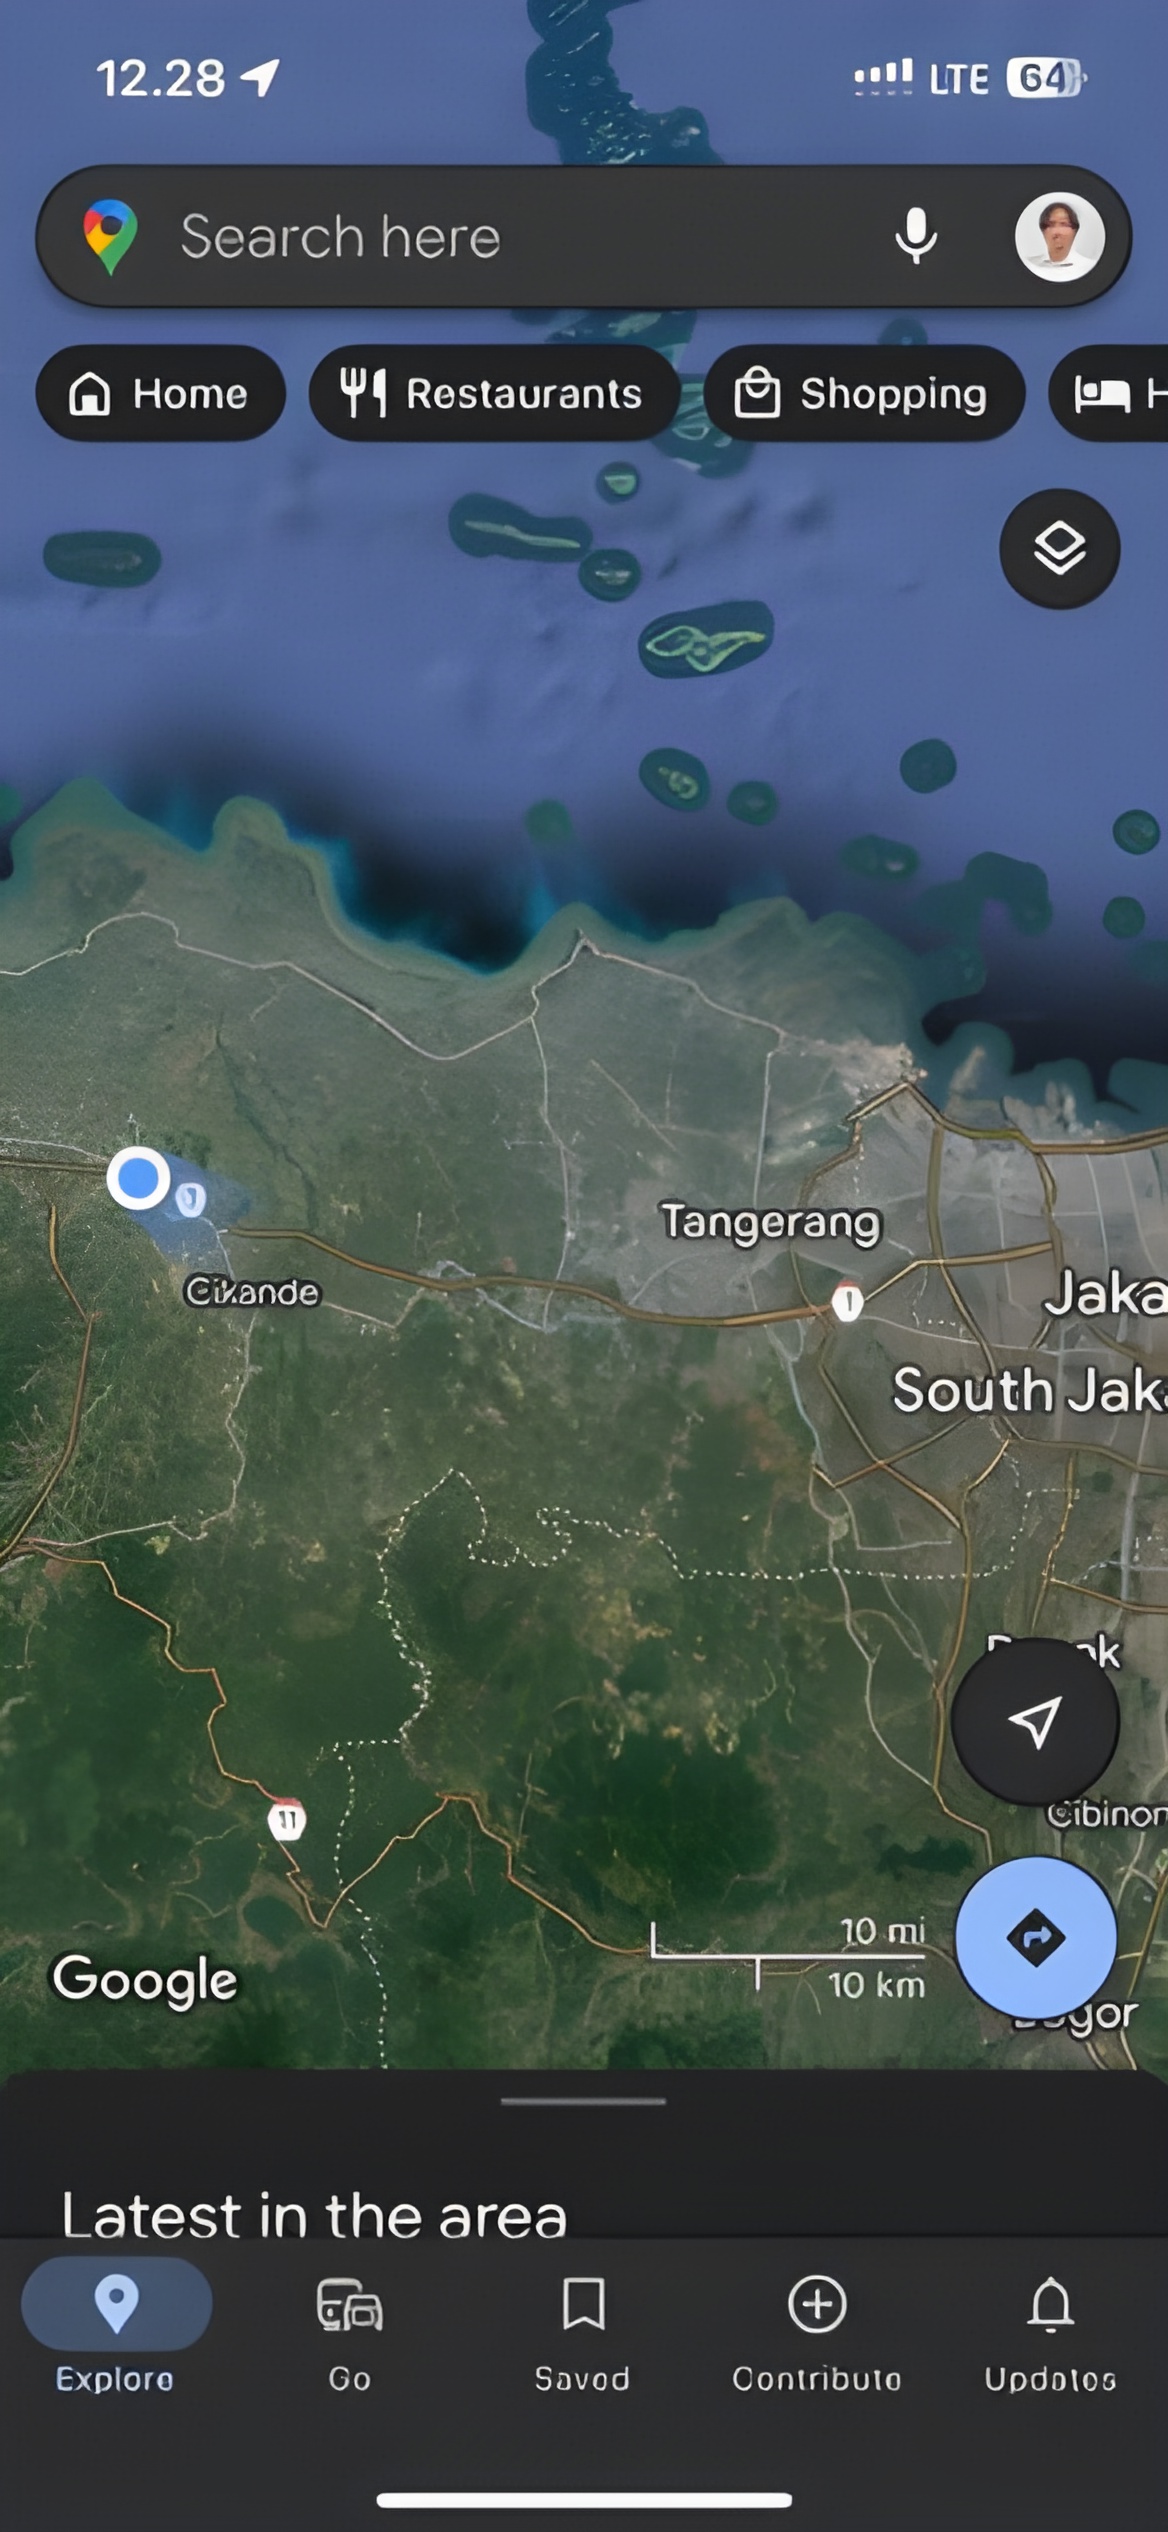 12.28
LTE 64
Search here
Home
Restaurants
Shopping
H
Tangerang
Cikande
1
Jaka
South Jak
11
Cibinon
10 mi
10 km
Google
gor
Latest in the area
Explore
Go
Saved
Contribute
Updates